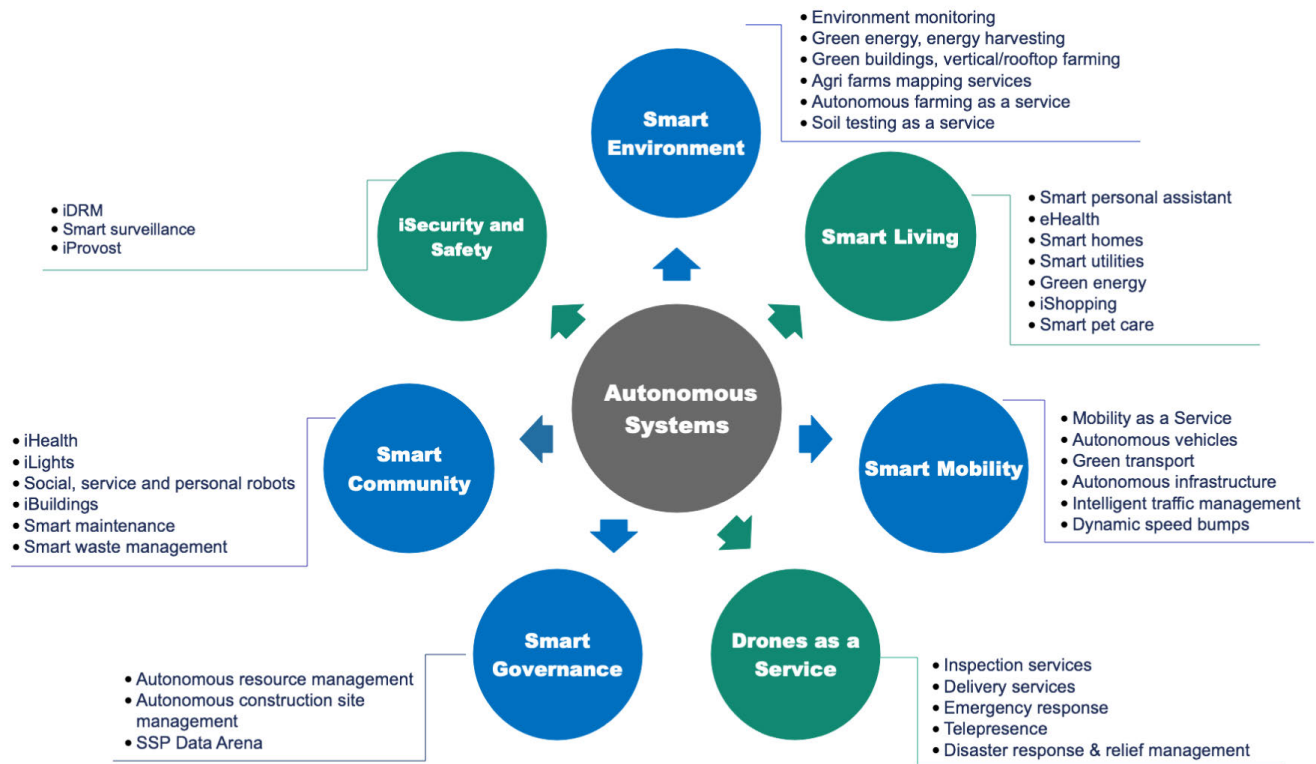 • Environment monitoring
• Green energy, energy harvesting
• Green buildings, vertical/rooftop farming
• Agri farms mapping services
• Autonomous farming as a service
• Soil testing as a service
Smart
Environment
• iDRM
• Smart surveillance
• iProvost
iSecurity and
Safety
Smart Living
• Smart personal assistant
• eHealth
• Smart homes
• Smart utilities
• Green energy
• iShopping
• Smart pet care
Autonomous
Systems
• iHealth
• iLights
• Social, service and personal robots
• iBuildings
• Smart maintenance
• Smart waste management
Smart
Community
Smart Mobility
• Mobility as a Service
• Autonomous vehicles
• Green transport
• Autonomous infrastructure
• Intelligent traffic management
• Dynamic speed bumps
Smart
Governance
• Autonomous resource management
• Autonomous construction site
management
• SSP Data Arena
Drones as a
Service
• Inspection services
• Delivery services
• Emergency response
• Telepresence
• Disaster response & relief management